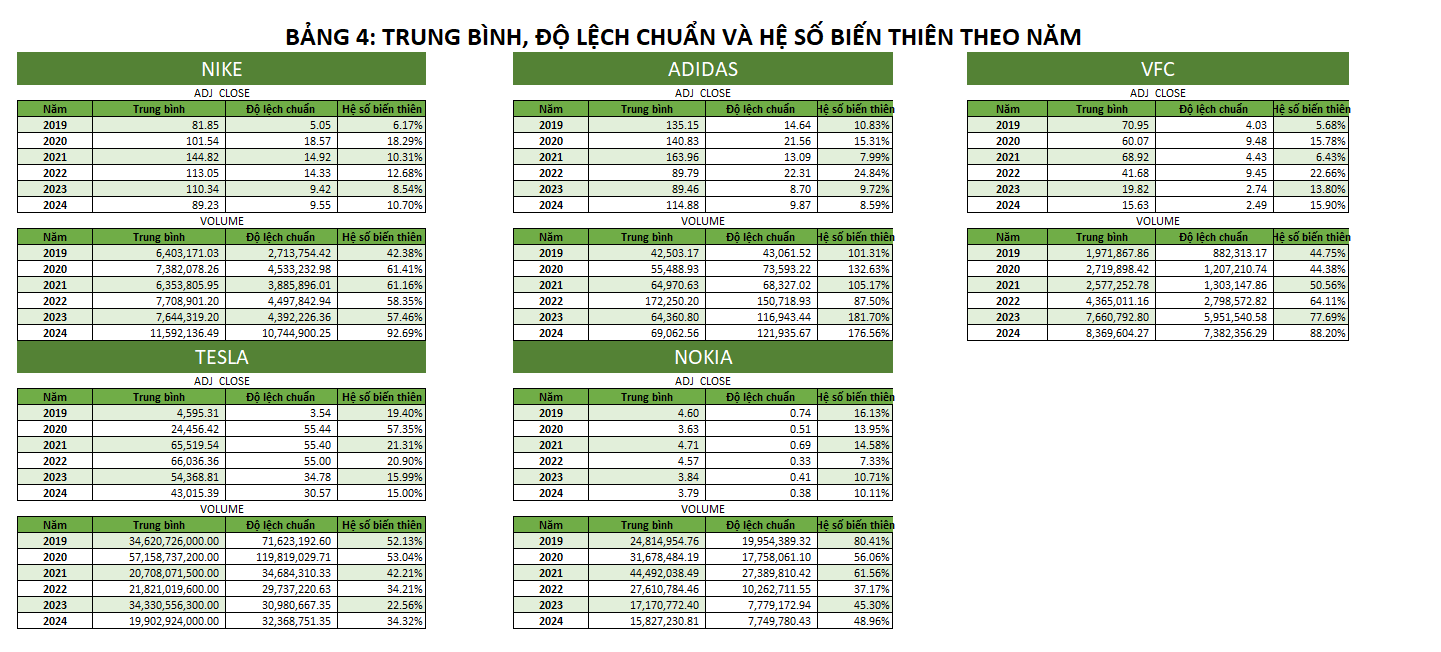 BẢNG 4: TRUNG BÌNH, ĐỘ LỆCH CHUẨN VÀ HỆ SỐ BIẾN THIÊN THEO NĂM
NIKE
ADJ CLOSE
Năm Trung bình Độ lệch chuẩn Hệ số biến thiên
2019 81.85 5.05 6.17%
2020 101.54 18.57 18.29%
2021 144.82 14.92 10.31%
2022 113.05 14.33 12.68%
2023 110.34 9.42 8.54%
2024 89.23 9.55 10.70%
VOLUME
Năm Trung bình Độ lệch chuẩn Hệ số biến thiên
2019 6,403,171.03 2,713,754.42 42.38%
2020 7,382,078.26 4,533,232.98 61.41%
2021 6,353,805.95 3,885,896.01 61.16%
2022 7,708,901.20 4,497,842.94 58.35%
2023 7,644,319.20 4,392,226.36 57.46%
2024 11,592,136.49 10,744,900.25 92.69%
ADIDAS
ADJ CLOSE
Năm Trung bình Độ lệch chuẩn Hệ số biến thiên
2019 135.15 14.64 10.83%
2020 140.83 21.56 15.31%
2021 163.96 13.09 7.99%
2022 89.79 22.31 24.84%
2023 89.46 8.70 9.72%
2024 114.88 9.87 8.59%
VOLUME
Năm Trung bình Độ lệch chuẩn Hệ số biến thiên
2019 42,503.17 43,061.52 101.31%
2020 55,488.93 73,593.22 132.63%
2021 64,970.63 68,327.02 105.17%
2022 172,250.20 150,718.93 87.50%
2023 64,360.80 116,943.44 181.70%
2024 69,062.56 121,935.67 176.56%
VFC
ADJ CLOSE
Năm Trung bình Độ lệch chuẩn Hệ số biến thiên
2019 70.95 4.03 5.68%
2020 60.07 9.48 15.78%
2021 68.92 4.43 6.43%
2022 41.68 9.45 22.66%
2023 19.82 2.74 13.80%
2024 15.63 2.49 15.90%
VOLUME
Năm Trung bình Độ lệch chuẩn Hệ số biến thiên
2019 1,971,867.86 882,313.17 44.75%
2020 2,719,898.42 1,207,210.74 44.38%
2021 2,577,252.78 1,303,147.86 50.56%
2022 4,365,011.16 2,798,572.82 64.11%
2023 7,660,792.80 5,951,540.58 77.69%
2024 8,369,604.27 7,382,356.29 88.20%
TESLA
ADJ CLOSE
Năm Trung bình Độ lệch chuẩn Hệ số biến thiên
2019 4,595.31 3.54 19.40%
2020 24,456.42 55.44 57.35%
2021 65,519.54 55.40 21.31%
2022 66,036.36 55.00 20.90%
2023 54,368.81 34.78 15.99%
2024 43,015.39 30.57 15.00%
VOLUME
Năm Trung bình Độ lệch chuẩn Hệ số biến thiên
2019 34,620,726,000.00 71,623,192.60 52.13%
2020 57,158,737,200.00 119,819,029.71 53.04%
2021 20,708,071,500.00 34,684,310.33 42.21%
2022 21,821,019,600.00 29,737,220.63 34.21%
2023 34,330,556,300.00 30,980,667.35 22.56%
2024 19,902,924,000.00 32,368,751.35 34.32%
NOKIA
ADJ CLOSE
Năm Trung bình Độ lệch chuẩn Hệ số biến thiên
2019 4.60 0.74 16.13%
2020 3.63 0.51 13.95%
2021 4.71 0.69 14.58%
2022 4.57 0.33 7.33%
2023 3.84 0.41 10.71%
2024 3.79 0.38 10.11%
VOLUME
Năm Trung bình Độ lệch chuẩn Hệ số biến thiên
2019 24,814,954.76 19,954,389.32 80.41%
2020 31,678,484.19 17,758,061.10 56.06%
2021 44,492,038.49 27,389,810.42 61.56%
2022 27,610,784.46 10,262,711.55 37.17%
2023 17,170,772.40 7,779,172.94 45.30%
2024 15,827,230.81 7,749,780.43 48.96%